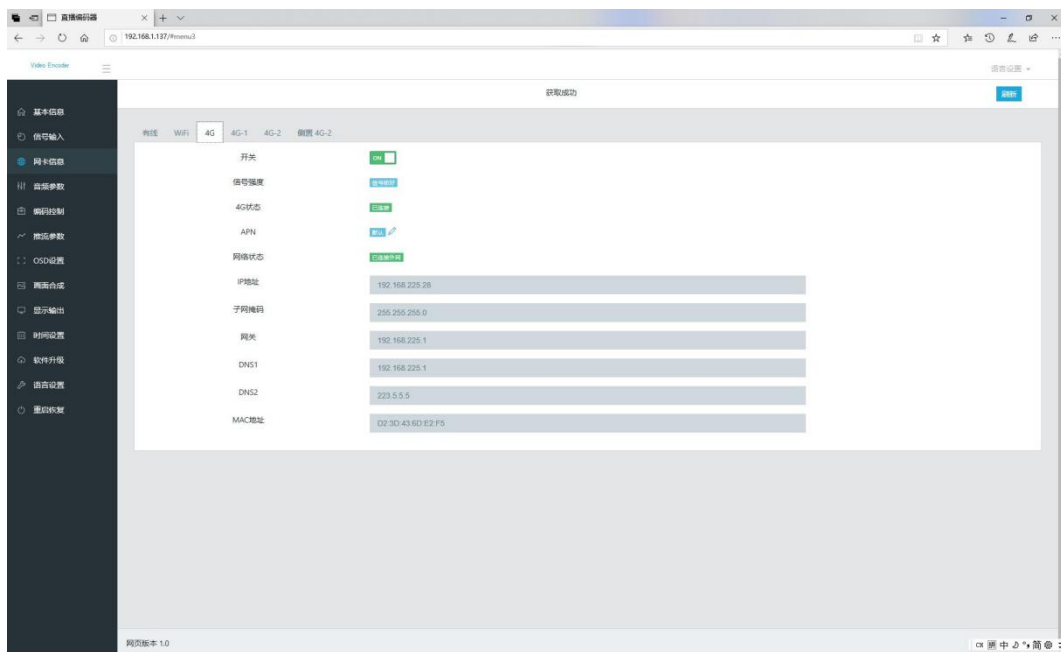 直播编码器
192.168.1.137/#menu3
Video Encoder
语言设置
获取成功
刷新
基本信息
信号输入
网卡信息
音频参数
编码控制
推流参数
OSD设置
画面合成
显示输出
时间设置
软件升级
语言设置
重启恢复
有线 WiFi 4G 4G-1 4G-2 侧置 4G-2
开关 ON
信号强度 信号很好
4G状态 已连接
APN 默认
网络状态 已连接外网
IP地址 192.168.225.28
子网掩码 255.255.255.0
网关 192.168.225.1
DNS1 192.168.225.1
DNS2 223.5.5.5
MAC地址 D2:3D:43:6D:E2:F5
网页版本 1.0
中 简